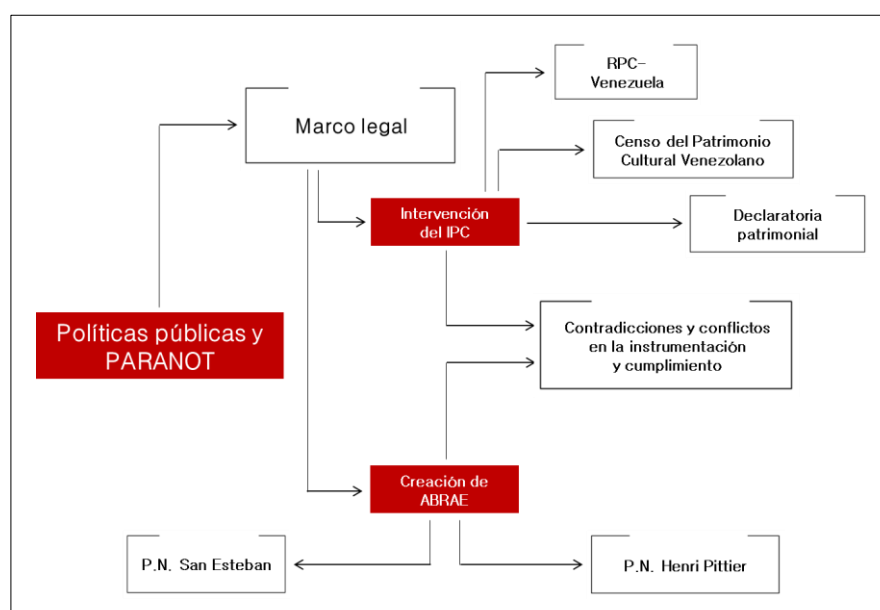 RPC-
Venezuela
Marco legal
Censo del Patrimonio
Cultural Venezolano
Intervención
del IPC
Declaratoria
patrimonial
Políticas públicas y
PARANOT
Contradicciones y conflictos
en la instrumentación
y cumplimiento
Creación de
ABRAE
P.N. San Esteban
P.N. Henri Pittier